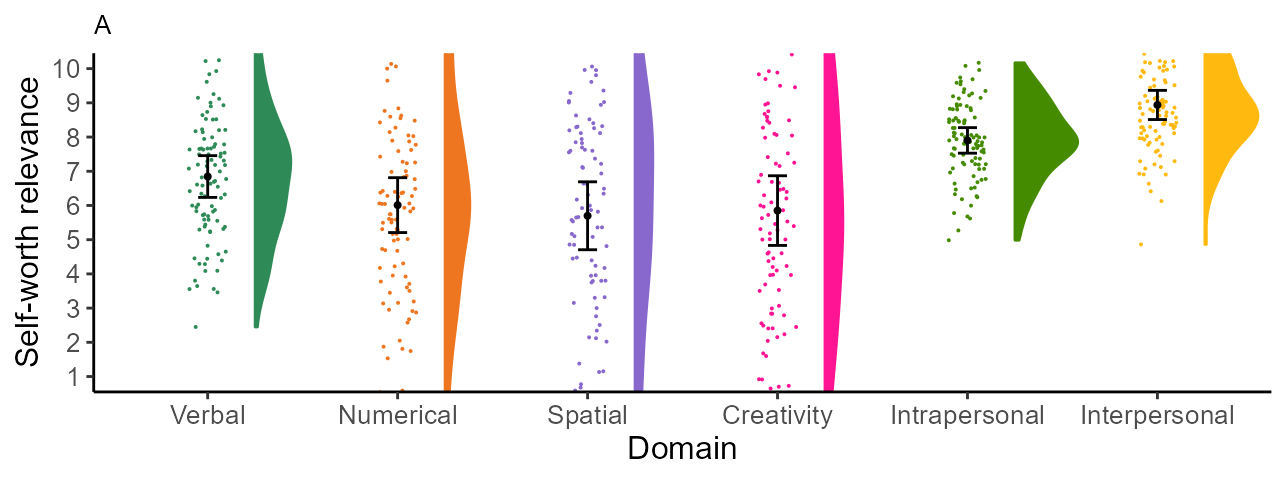 A
Self-worth relevance
10
9
8
7
6
5
4
3
2
1
Verbal Numerical Spatial Creativity Intrapersonal Interpersonal
Domain